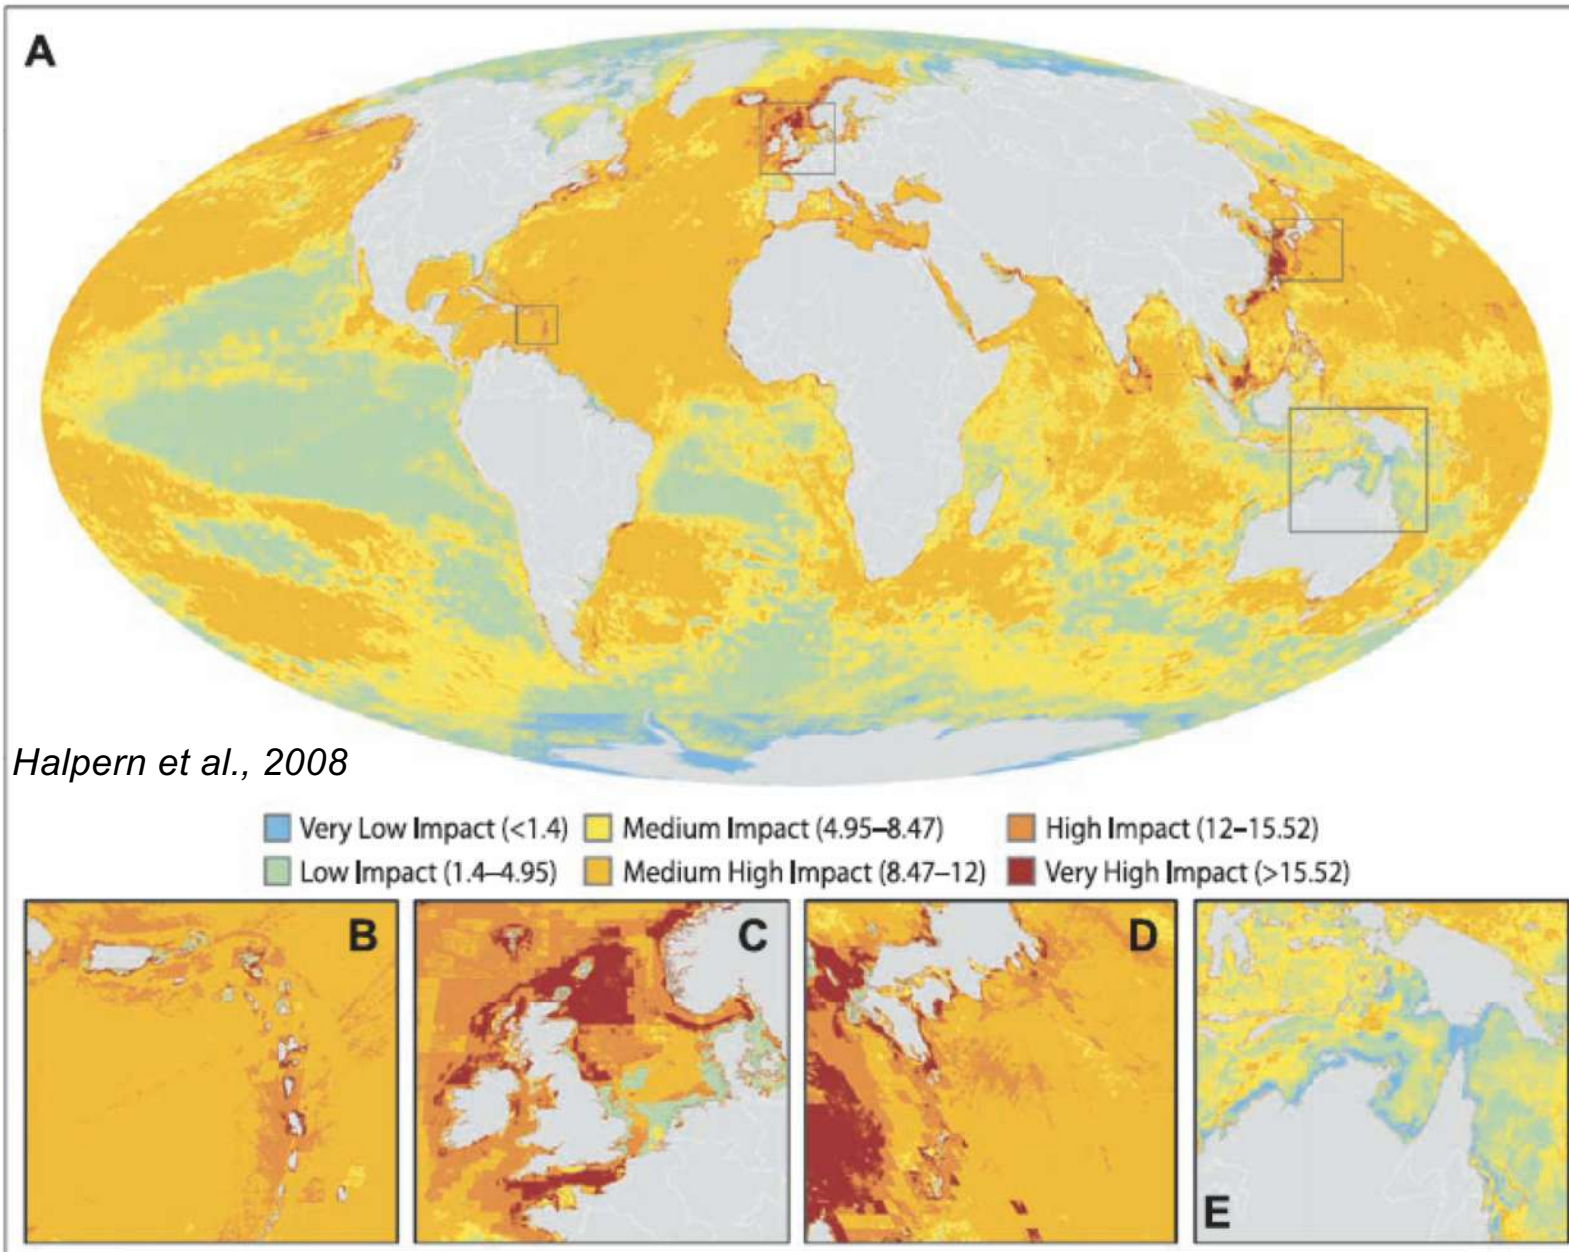 A
Halpern et al., 2008
Very Low Impact (<1.4) Medium Impact (4.95–8.47) High Impact (12–15.52)
Low Impact (1.4–4.95) Medium High Impact (8.47–12) Very High Impact (>15.52)
B C D
E